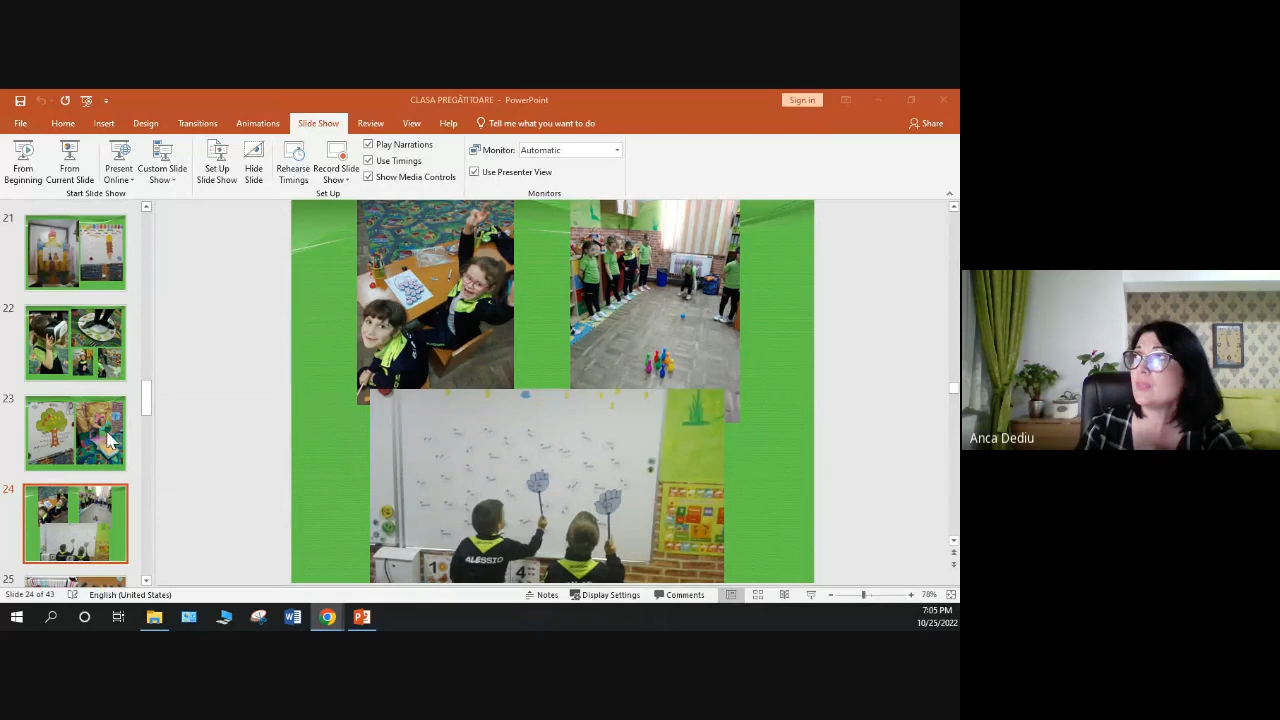 CLASA PREGĂTITOARE - PowerPoint
Sign in
File Home Insert Design Transitions Animations Slide Show Review View Help Tell me what you want to do Share
From Beginning
From Current Slide
Present Online
Custom Slide Show
Start Slide Show
Set Up Slide Show
Hide Slide
Rehearse Timings
Record Slide Show
Play Narrations
Use Timings
Show Media Controls
Set Up
Monitor: Automatic
Use Presenter View
Monitors
21
22
23
24
25
ALESSIO
1
4
Anca Dediu
Slide 24 of 43 English (United States) Notes Display Settings Comments 78%
7:05 PM
10/25/2022